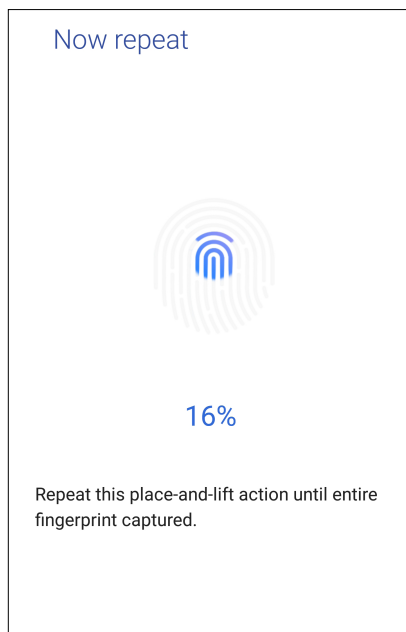 Now repeat
16%
Repeat this place-and-lift action until entire
fingerprint captured.